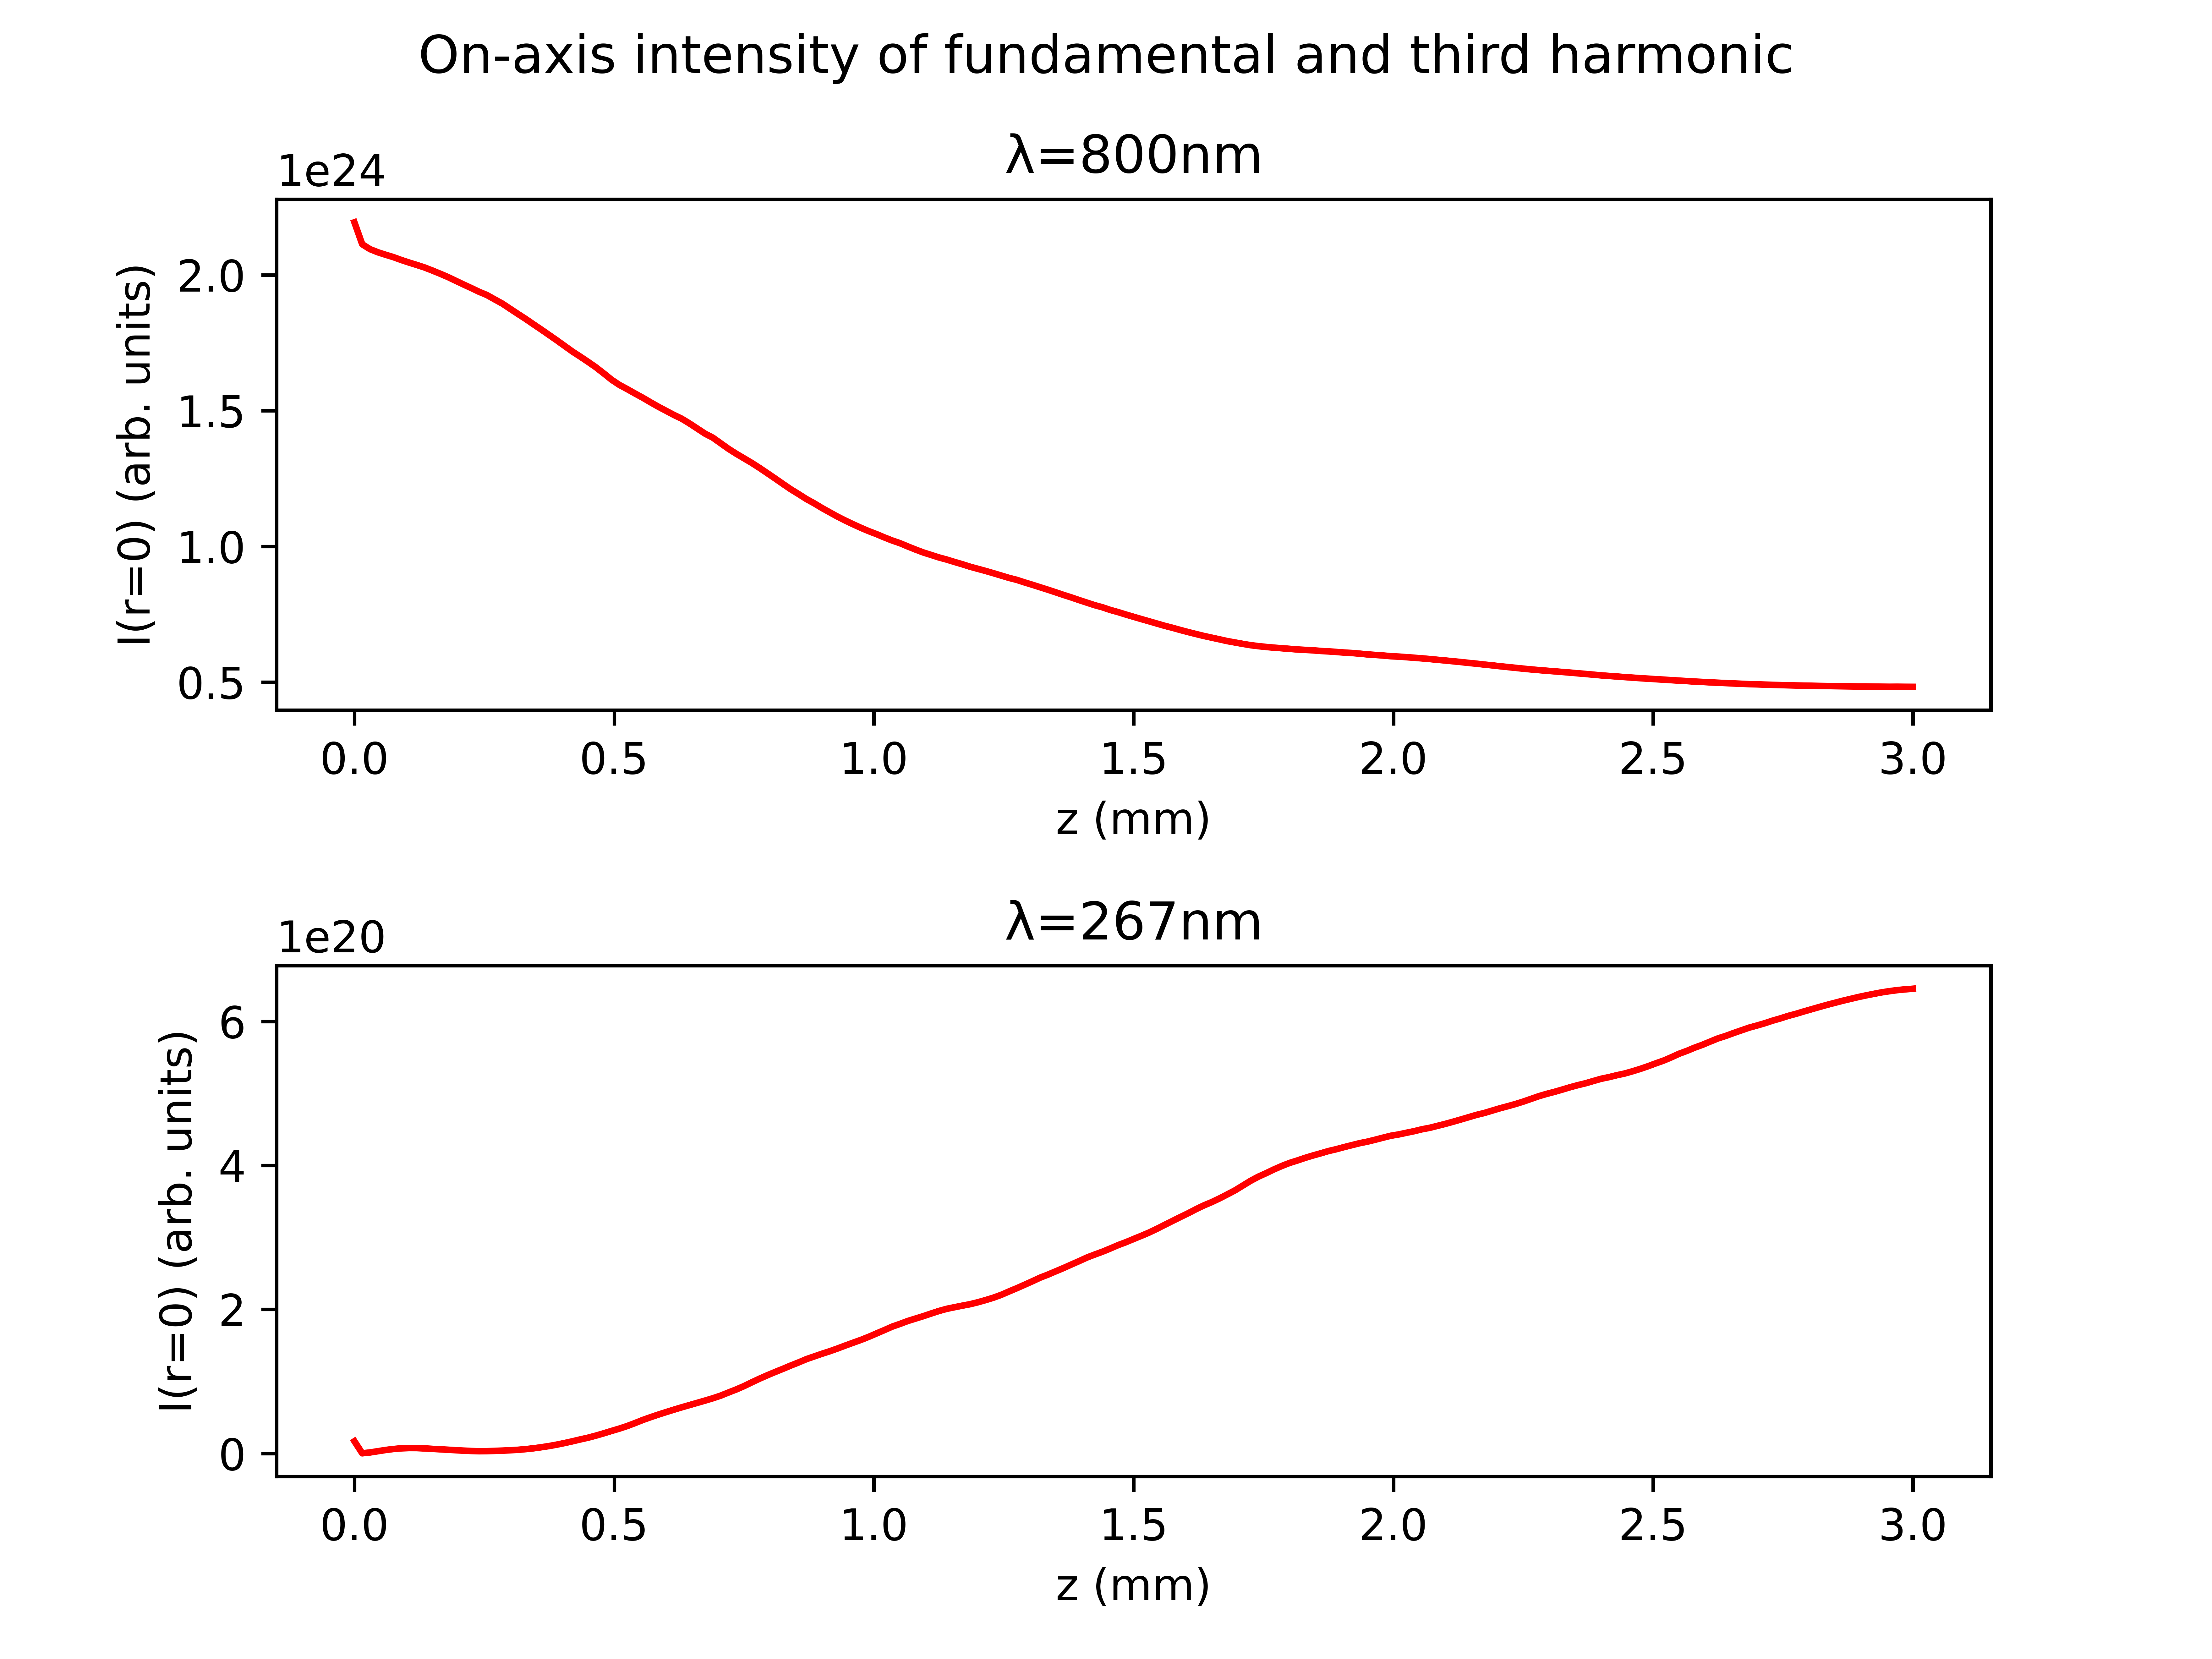 On-axis intensity of fundamental and third harmonic
λ=800nm
1e24
I(r=0) (arb. units)
2.0
1.5
1.0
0.5
0.0 0.5 1.0 1.5 2.0 2.5 3.0
z (mm)
λ=267nm
1e20
I(r=0) (arb. units)
6
4
2
0
0.0 0.5 1.0 1.5 2.0 2.5 3.0
z (mm)